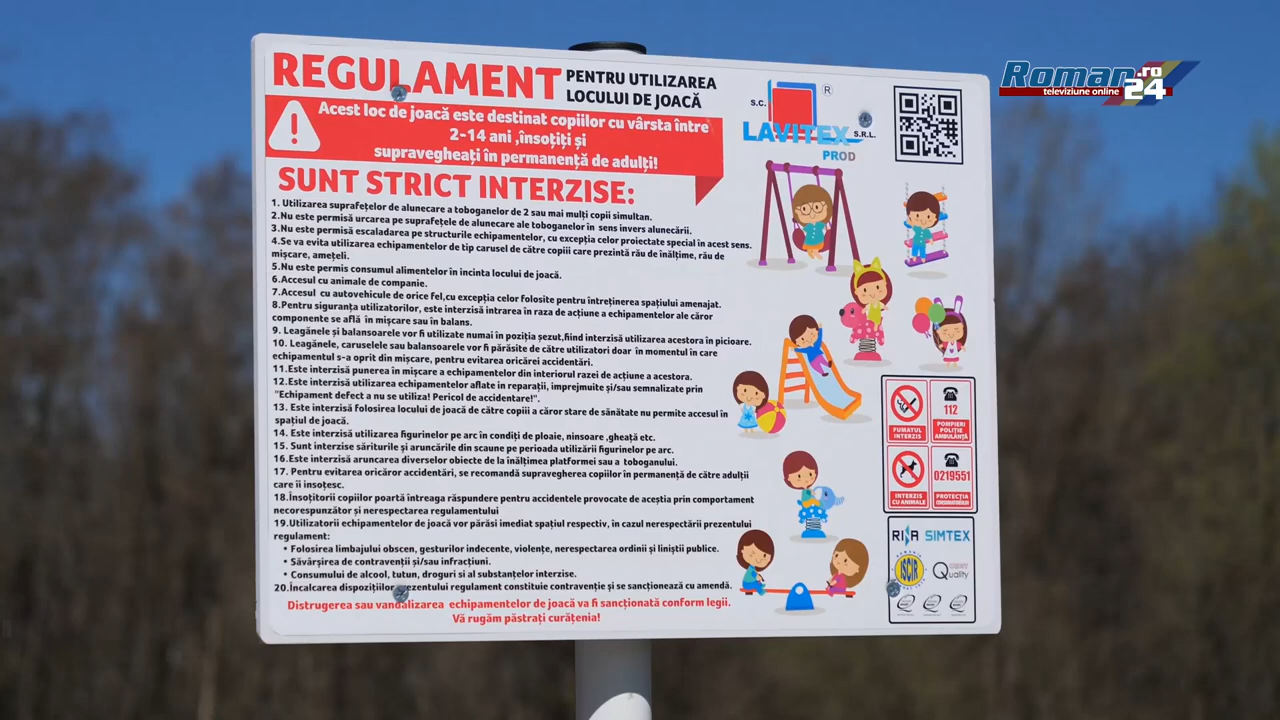 REGULAMENT PENTRU UTILIZAREA
LOCULUI DE JOACĂ
Acest loc de joacă este destinat copiilor cu vârsta între
2-14 ani ,însoțiți și
supravegheați în permanență de adulți!
SUNT STRICT INTERZISE:
1. Utilizarea suprafețelor de alunecare a toboganelor de 2 sau mai mulți copii simultan.
2.Nu este permisă urcarea pe suprafețele de alunecare ale toboganelor în sens invers alunecării.
3.Nu este permisă escaladarea pe structurile echipamentelor, cu excepția celor proiectate special în acest sens.
4.Se va evita utilizarea echipamentelor de tip carusel de către copiii care prezintă rău de înălțime, rău de
mișcare, amețeli.
5.Nu este permis consumul alimentelor în incinta locului de joacă.
6.Accesul cu animale de companie.
7.Accesul cu autovehicule de orice fel,cu excepția celor folosite pentru întreținerea spațiului amenajat.
8.Pentru siguranța utilizatorilor, este interzisă intrarea în raza de acțiune a echipamentelor ale căror
componente se află în mișcare sau în balans.
9. Leagănele și balansoarele vor fi utilizate numai în poziția șezut,fiind interzisă utilizarea acestora în picioare.
10. Leagănele, caruselele sau balansoarele vor fi părăsite de către utilizatori doar în momentul în care
echipamentul s-a oprit din mișcare, pentru evitarea oricărei accidentări.
11.Este interzisă punerea în mișcare a echipamentelor din interiorul razei de acțiune a acestora.
12.Este interzisă utilizarea echipamentelor aflate in reparații, imprejmuite și/sau semnalizate prin
"Echipament defect a nu se utiliza! Pericol de accidentare!".
13. Este interzisă folosirea locului de joacă de către copiii a căror stare de sănătate nu permite accesul în
spațiul de joacă.
14. Este interzisă utilizarea figurinelor pe arc în condiți de ploaie, ninsoare ,gheață etc.
15. Sunt interzise săriturile și aruncările din scaune pe perioada utilizării figurinelor pe arc.
16.Este interzisă aruncarea diverselor obiecte de la înălțimea platformei sau a toboganului.
17. Pentru evitarea oricăror accidentări, se recomandă supravegherea copiilor în permanență de către adulții
care îi însoțesc.
18.Însoțitorii copiilor poartă întreaga răspundere pentru accidentele provocate de aceștia prin comportament
necorespunzător și nerespectarea regulamentului
19.Utilizatorii echipamentelor de joacă vor părăsi imediat spațiul respectiv, în cazul nerespectării prezentului
regulament:
• Folosirea limbajului obscen, gesturilor indecente, violențe, nerespectarea ordinii și liniștii publice.
• Săvârșirea de contravenții și/sau infracțiuni.
• Consumului de alcool, tutun, droguri si al substanțelor interzise.
20.Încalcarea dispozițiilor prezentului regulament constituie contravenție și se sancționează cu amendă.
Distrugerea sau vandalizarea echipamentelor de joacă va fi sancționată conform legii.
Vă rugăm păstrați curățenia!
S.C. LAVITEX S.R.L.
®
PROD
FUMATUL
INTERZIS
112
POMPIERI
POLIȚIE
AMBULANȚĂ
INTERZIS
CU ANIMALE
0219551
PROTECȚIA
CONSUMATORILOR
RINA SIMTEX
ISCIR
Quality
Roman.ro
24
televiziune online